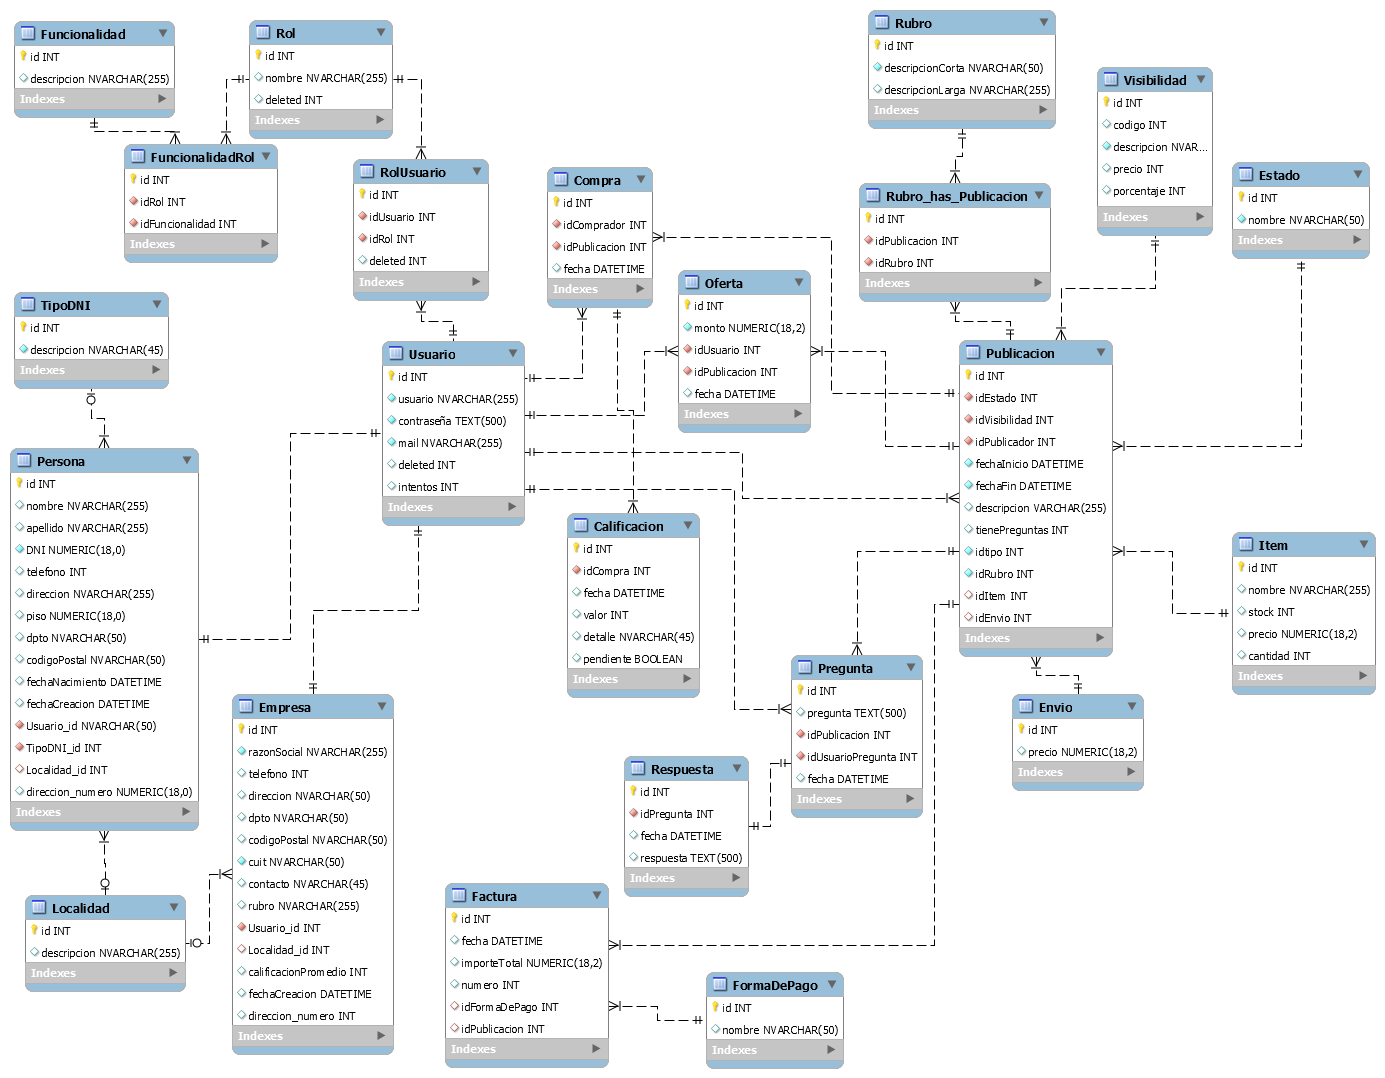 Funcionalidad
id INT
descripcion NVARCHAR(255)
Indexes
Rol
id INT
nombre NVARCHAR(255)
deleted INT
Indexes
FuncionalidadRol
id INT
idRol INT
idFuncionalidad INT
Indexes
RolUsuario
id INT
idUsuario INT
idRol INT
deleted INT
Indexes
Compra
id INT
idComprador INT
idPublicacion INT
fecha DATETIME
Indexes
Rubro
id INT
descripcionCorta NVARCHAR(50)
descripcionLarga NVARCHAR(255)
Indexes
Visibilidad
id INT
codigo INT
descripcion NVAR...
precio INT
porcentaje INT
Indexes
Rubro_has_Publicacion
id INT
idPublicacion INT
idRubro INT
Indexes
Estado
id INT
nombre NVARCHAR(50)
Indexes
TipoDNI
id INT
descripcion NVARCHAR(45)
Indexes
Oferta
id INT
monto NUMERIC(18,2)
idUsuario INT
idPublicacion INT
fecha DATETIME
Indexes
Usuario
id INT
usuario NVARCHAR(255)
contraseña TEXT(500)
mail NVARCHAR(255)
deleted INT
intentos INT
Indexes
Publicacion
id INT
idEstado INT
idVisibilidad INT
idPublicador INT
fechaInicio DATETIME
fechaFin DATETIME
descripcion VARCHAR(255)
tienePreguntas INT
idtipo INT
idRubro INT
idItem INT
idEnvio INT
Indexes
Persona
id INT
nombre NVARCHAR(255)
apellido NVARCHAR(255)
DNI NUMERIC(18,0)
telefono INT
direccion NVARCHAR(255)
piso NUMERIC(18,0)
dpto NVARCHAR(50)
codigoPostal NVARCHAR(50)
fechaNacimiento DATETIME
fechaCreacion DATETIME
Usuario_id NVARCHAR(50)
TipoDNI_id INT
Localidad_id INT
direccion_numero NUMERIC(18,0)
Indexes
Calificacion
id INT
idCompra INT
fecha DATETIME
valor INT
detalle NVARCHAR(45)
pendiente BOOLEAN
Indexes
Item
id INT
nombre NVARCHAR(255)
stock INT
precio NUMERIC(18,2)
cantidad INT
Indexes
Pregunta
id INT
pregunta TEXT(500)
idPublicacion INT
idUsuarioPregunta INT
fecha DATETIME
Indexes
Envio
id INT
precio NUMERIC(18,2)
Indexes
Empresa
id INT
razonSocial NVARCHAR(255)
telefono INT
direccion NVARCHAR(50)
dpto NVARCHAR(50)
codigoPostal NVARCHAR(50)
cuit NVARCHAR(50)
contacto NVARCHAR(45)
rubro NVARCHAR(255)
Usuario_id INT
Localidad_id INT
calificacionPromedio INT
fechaCreacion DATETIME
direccion_numero INT
Indexes
Respuesta
id INT
idPregunta INT
fecha DATETIME
respuesta TEXT(500)
Indexes
Localidad
id INT
descripcion NVARCHAR(255)
Indexes
Factura
id INT
fecha DATETIME
importeTotal NUMERIC(18,2)
numero INT
idFormaDePago INT
idPublicacion INT
Indexes
FormaDePago
id INT
nombre NVARCHAR(50)
Indexes